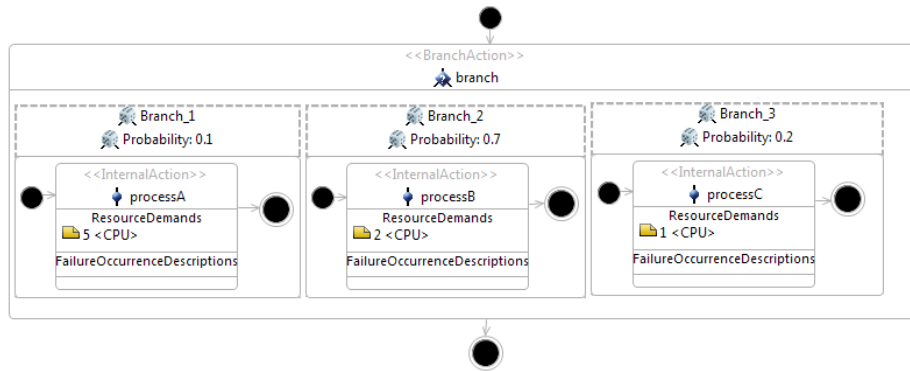 <<BranchAction>>
branch
Branch_1
Probability: 0.1
<<InternalAction>>
processA
ResourceDemands
5 <CPU>
FailureOccurrenceDescriptions
Branch_2
Probability: 0.7
<<InternalAction>>
processB
ResourceDemands
2 <CPU>
FailureOccurrenceDescriptions
Branch_3
Probability: 0.2
<<InternalAction>>
processC
ResourceDemands
1 <CPU>
FailureOccurrenceDescriptions